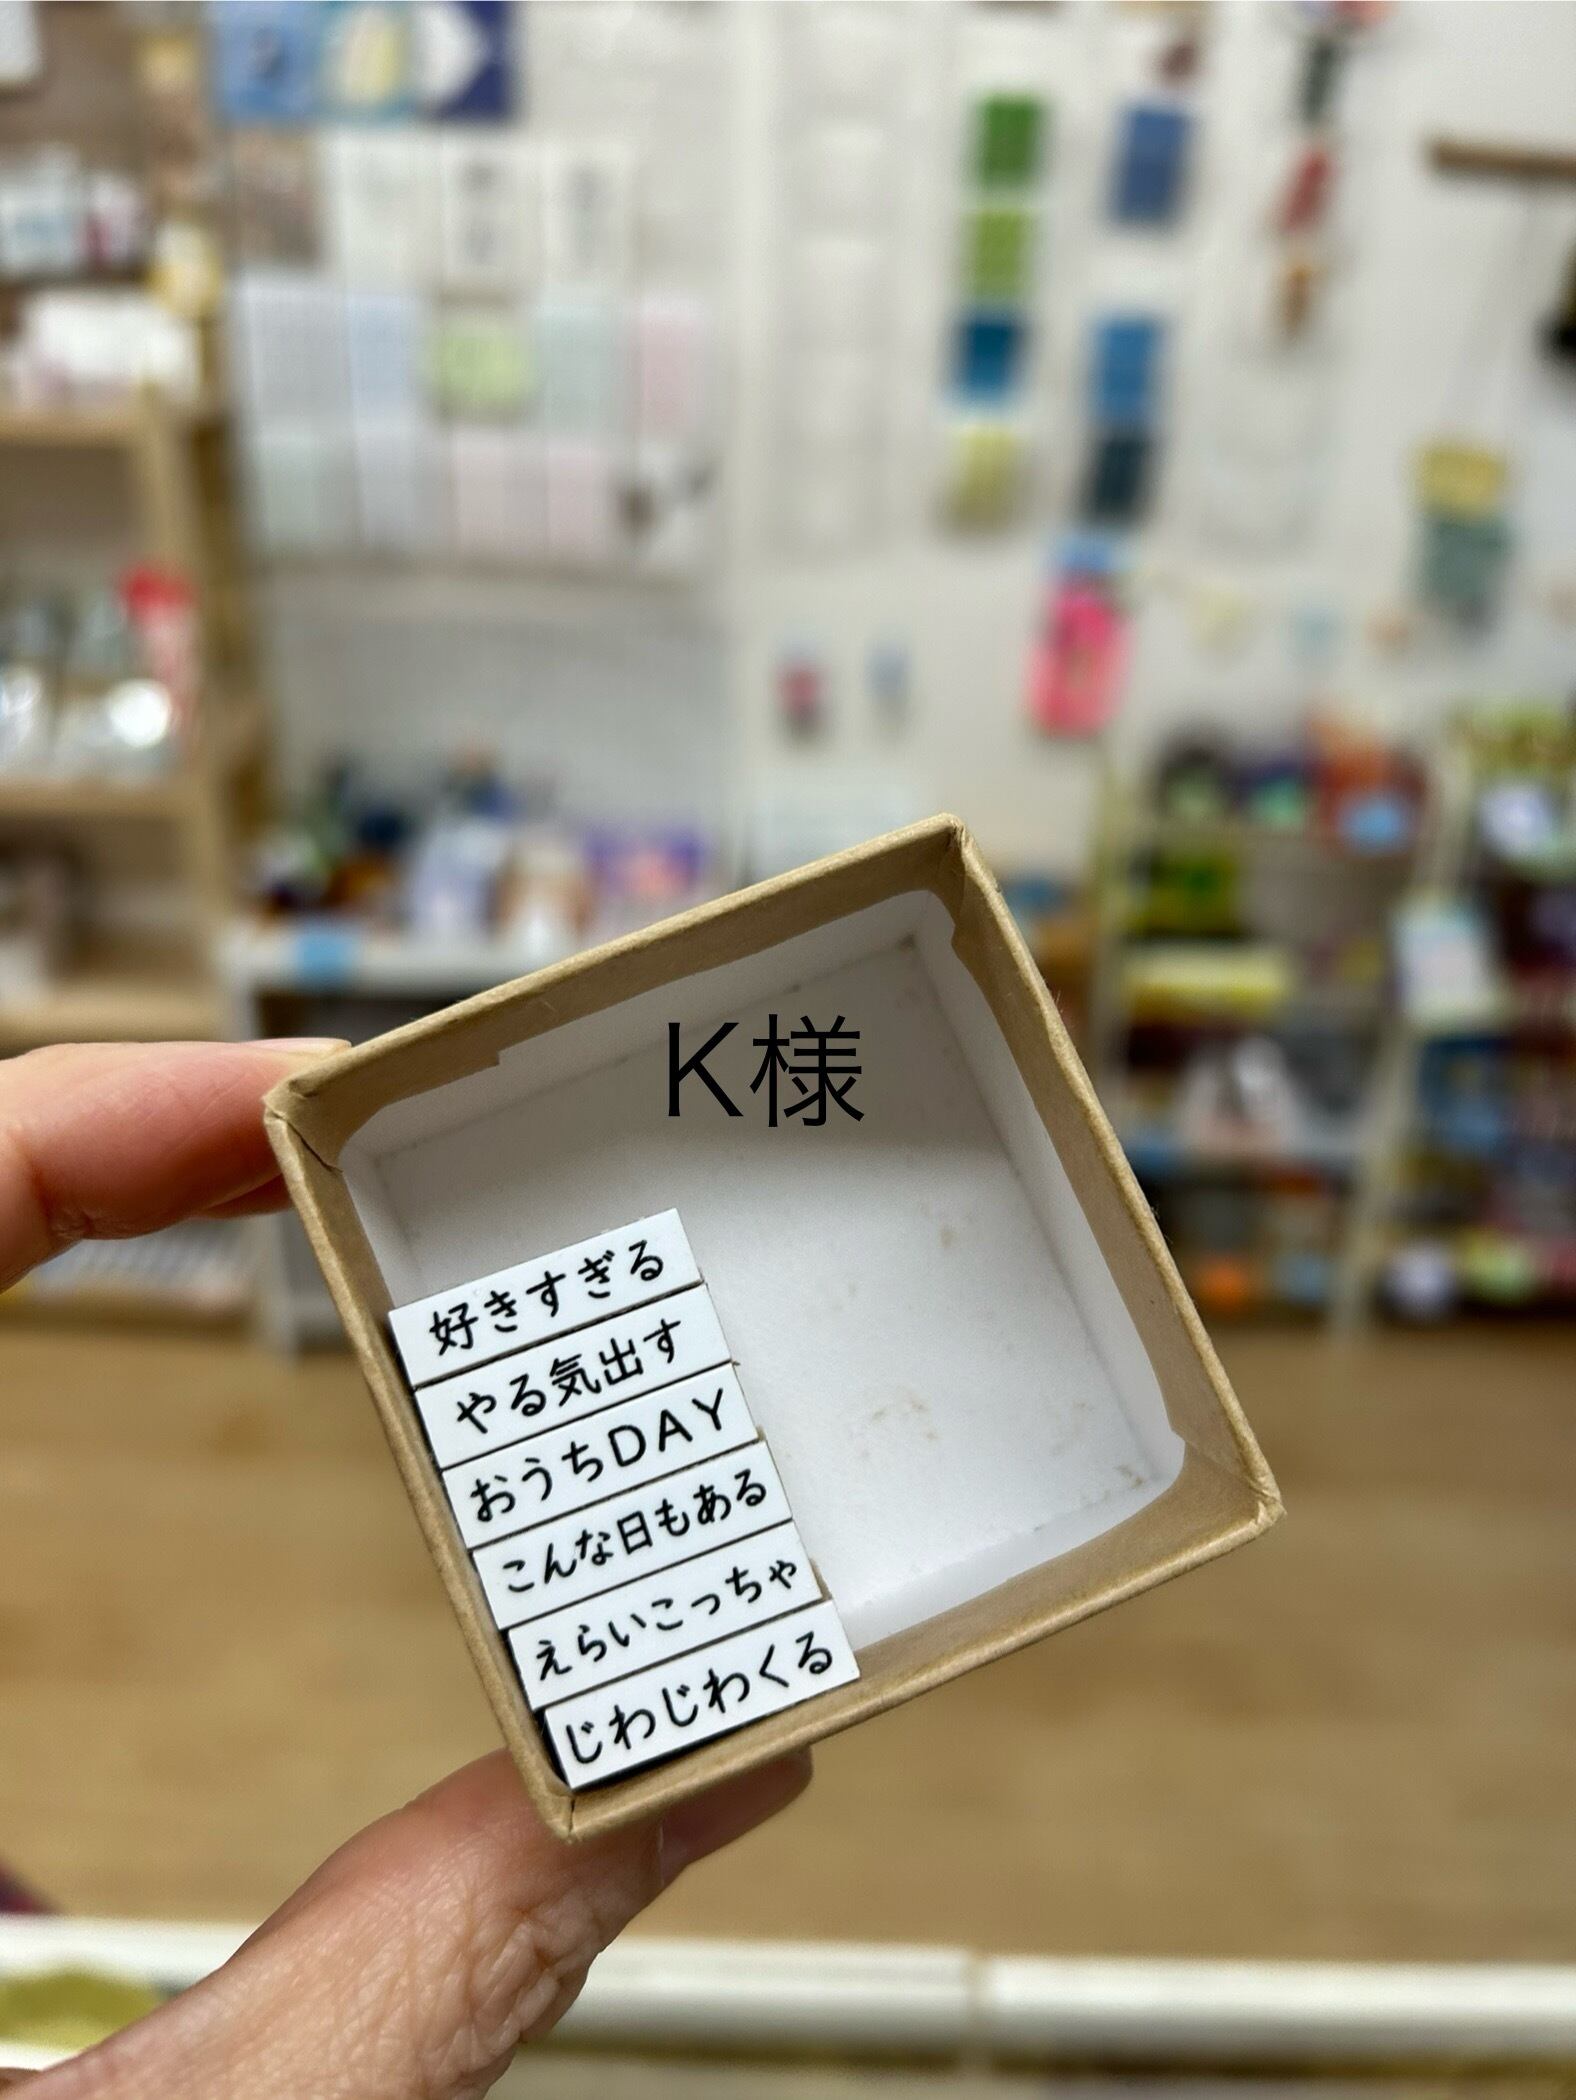 K様
好きすぎる
やる気出す
おうちDAY
こんな日もある
えらいこっちゃ
じわじわくる